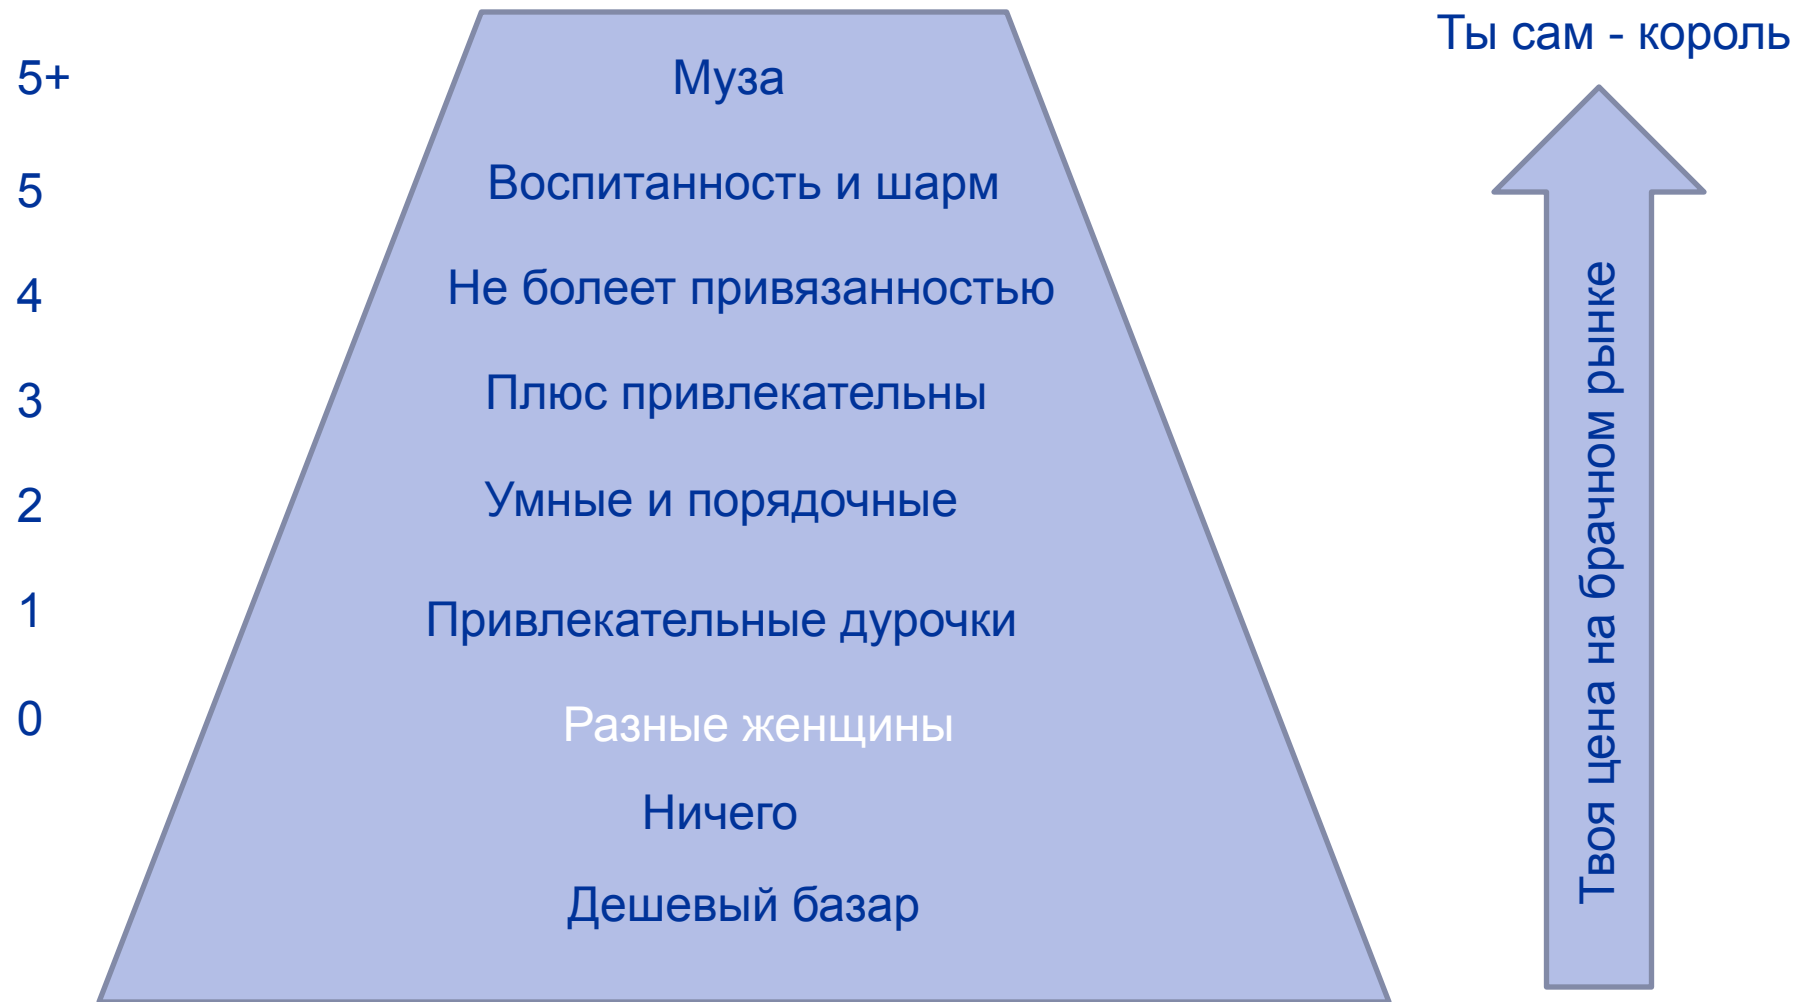 Ты сам - король
5+
Муза
5
Воспитанность и шарм
4
Не болеет привязанностью
3
Плюс привлекательны
2
Умные и порядочные
1
Привлекательные дурочки
0
Разные женщины
Ничего
Дешевый базар
Твоя цена на брачном рынке